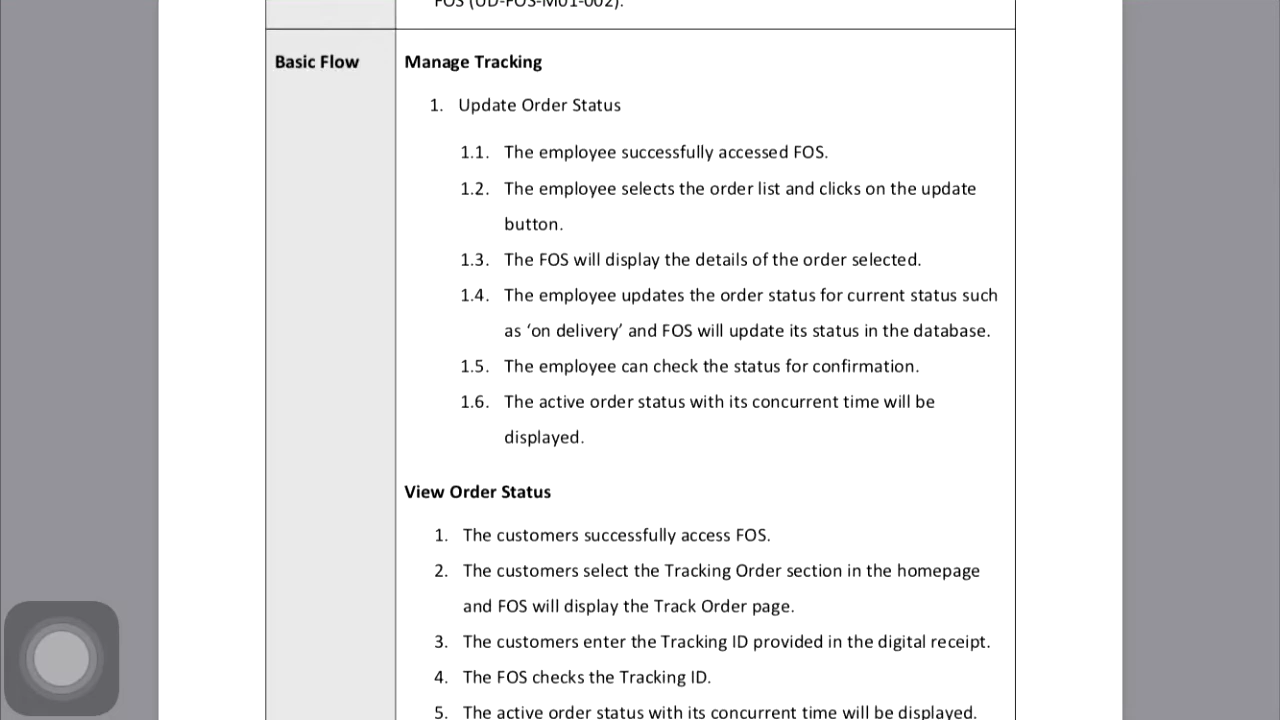 FOS (UD-FOS-M01-002).
Basic Flow
Manage Tracking
1. Update Order Status
1.1. The employee successfully accessed FOS.
1.2. The employee selects the order list and clicks on the update
button.
1.3. The FOS will display the details of the order selected.
1.4. The employee updates the order status for current status such
as ‘on delivery’ and FOS will update its status in the database.
1.5. The employee can check the status for confirmation.
1.6. The active order status with its concurrent time will be
displayed.
View Order Status
1. The customers successfully access FOS.
2. The customers select the Tracking Order section in the homepage
and FOS will display the Track Order page.
3. The customers enter the Tracking ID provided in the digital receipt.
4. The FOS checks the Tracking ID.
5. The active order status with its concurrent time will be displayed.